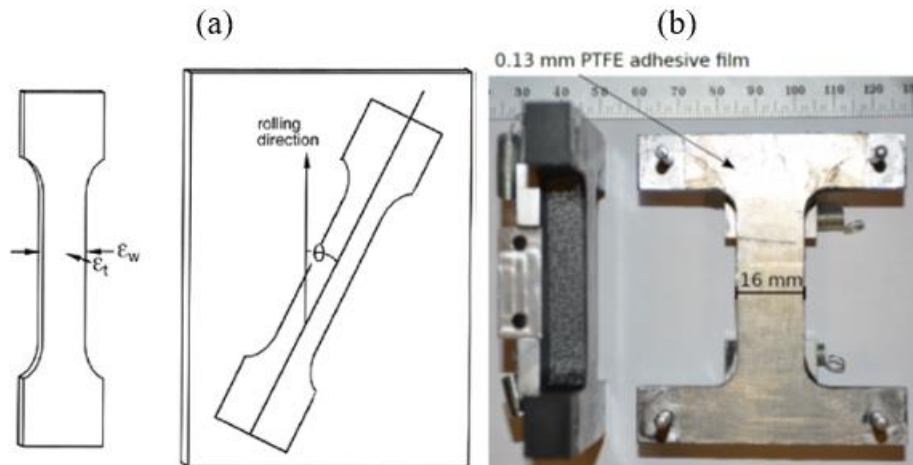 (a)
(b)
0.13 mm PTFE adhesive film
30 40 50 60 70 80 90 100 110 120
rolling
direction
θ
εw
εt
16 mm